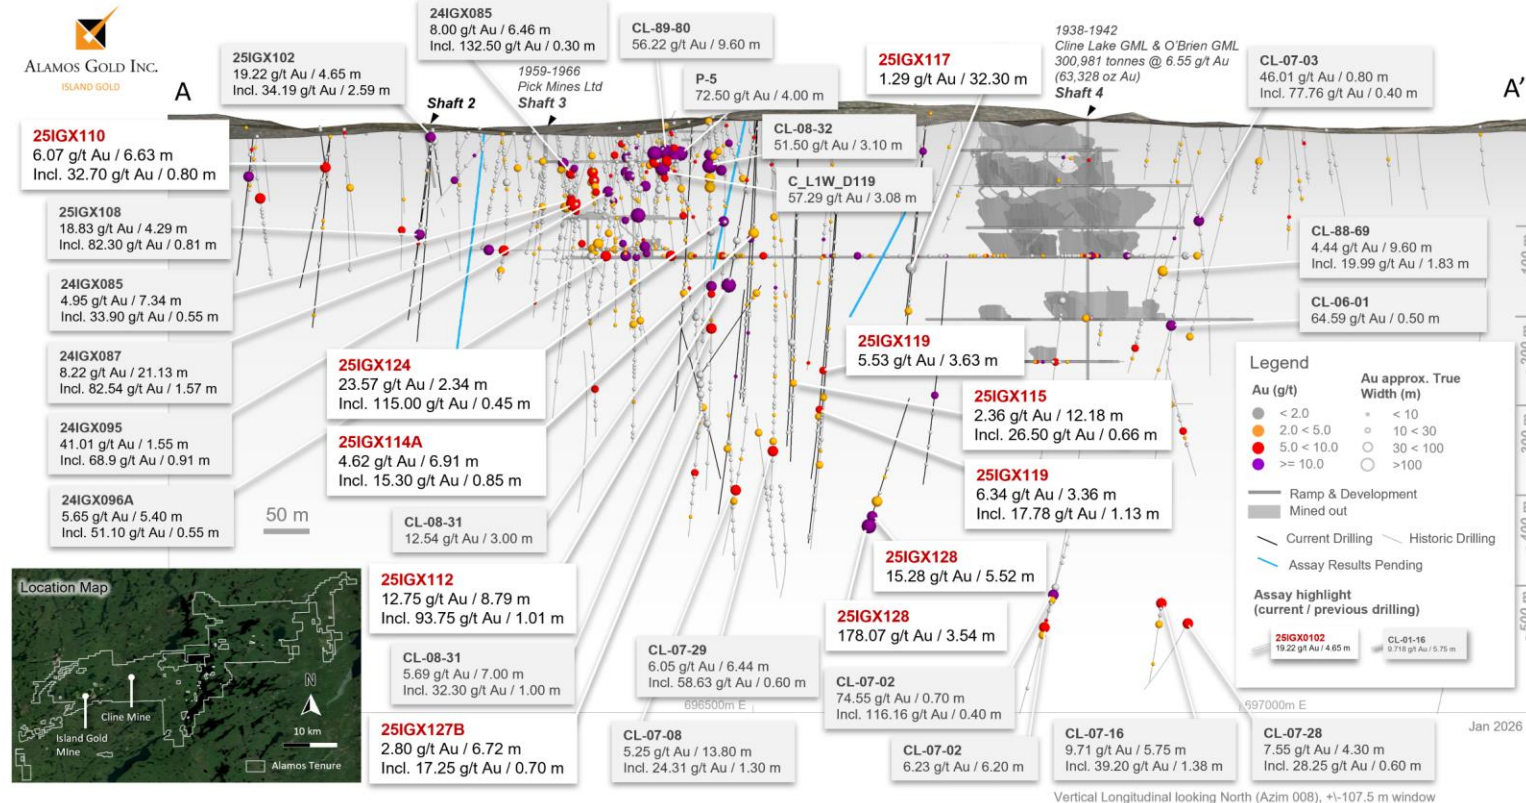 ALAMOS GOLD INC.
ISLAND GOLD
A
A'
25IGX102
19.22 g/t Au / 4.65 m
Incl. 34.19 g/t Au / 2.59 m
24IGX085
8.00 g/t Au / 6.46 m
Incl. 132.50 g/t Au / 0.30 m
CL-89-80
56.22 g/t Au / 9.60 m
P-5
72.50 g/t Au / 4.00 m
Shaft 2
1959-1966
Pick Mines Ltd
Shaft 3
25IGX117
1.29 g/t Au / 32.30 m
1938-1942
Cline Lake GML & O'Brien GML
300,981 tonnes @ 6.55 g/t Au
(63,328 oz Au)
Shaft 4
CL-07-03
46.01 g/t Au / 0.80 m
Incl. 77.76 g/t Au / 0.40 m
25IGX110
6.07 g/t Au / 6.63 m
Incl. 32.70 g/t Au / 0.80 m
CL-08-32
51.50 g/t Au / 3.10 m
C_L1W_D119
57.29 g/t Au / 3.08 m
25IGX108
18.83 g/t Au / 4.29 m
Incl. 82.30 g/t Au / 0.81 m
CL-88-69
4.44 g/t Au / 9.60 m
Incl. 19.99 g/t Au / 1.83 m
24IGX085
4.95 g/t Au / 7.34 m
Incl. 33.90 g/t Au / 0.55 m
CL-06-01
64.59 g/t Au / 0.50 m
24IGX087
8.22 g/t Au / 21.13 m
Incl. 82.54 g/t Au / 1.57 m
25IGX124
23.57 g/t Au / 2.34 m
Incl. 115.00 g/t Au / 0.45 m
25IGX119
5.53 g/t Au / 3.63 m
25IGX115
2.36 g/t Au / 12.18 m
Incl. 26.50 g/t Au / 0.66 m
24IGX095
41.01 g/t Au / 1.55 m
Incl. 68.9 g/t Au / 0.91 m
25IGX114A
4.62 g/t Au / 6.91 m
Incl. 15.30 g/t Au / 0.85 m
25IGX119
6.34 g/t Au / 3.36 m
Incl. 17.78 g/t Au / 1.13 m
24IGX096A
5.65 g/t Au / 5.40 m
Incl. 51.10 g/t Au / 0.55 m
50 m
CL-08-31
12.54 g/t Au / 3.00 m
25IGX128
15.28 g/t Au / 5.52 m
25IGX112
12.75 g/t Au / 8.79 m
Incl. 93.75 g/t Au / 1.01 m
25IGX128
178.07 g/t Au / 3.54 m
CL-08-31
5.69 g/t Au / 7.00 m
Incl. 32.30 g/t Au / 1.00 m
CL-07-29
6.05 g/t Au / 6.44 m
Incl. 58.63 g/t Au / 0.60 m
CL-07-02
74.55 g/t Au / 0.70 m
Incl. 116.16 g/t Au / 0.40 m
25IGX127B
2.80 g/t Au / 6.72 m
Incl. 17.25 g/t Au / 0.70 m
CL-07-08
5.25 g/t Au / 13.80 m
Incl. 24.31 g/t Au / 1.30 m
CL-07-02
6.23 g/t Au / 6.20 m
CL-07-16
9.71 g/t Au / 5.75 m
Incl. 39.20 g/t Au / 1.38 m
CL-07-28
7.55 g/t Au / 4.30 m
Incl. 28.25 g/t Au / 0.60 m
696500m E
697000m E
100 m
200 m
300 m
400 m
500 m
Legend
Au (g/t)
< 2.0
2.0 < 5.0
5.0 < 10.0
>= 10.0
Au approx. True
Width (m)
< 10
10 < 30
30 < 100
>100
Ramp & Development
Mined out
Current Drilling
Historic Drilling
Assay Results Pending
Assay highlight
(current / previous drilling)
25IGX0102
19.22 g/t Au / 4.65 m
CL-01-16
9.718 g/t Au / 5.75 m
Location Map
Cline Mine
Island Gold
MIne
N
10 km
Alamos Tenure
Jan 2026
Vertical Longitudinal looking North (Azim 008), +\-107.5 m window